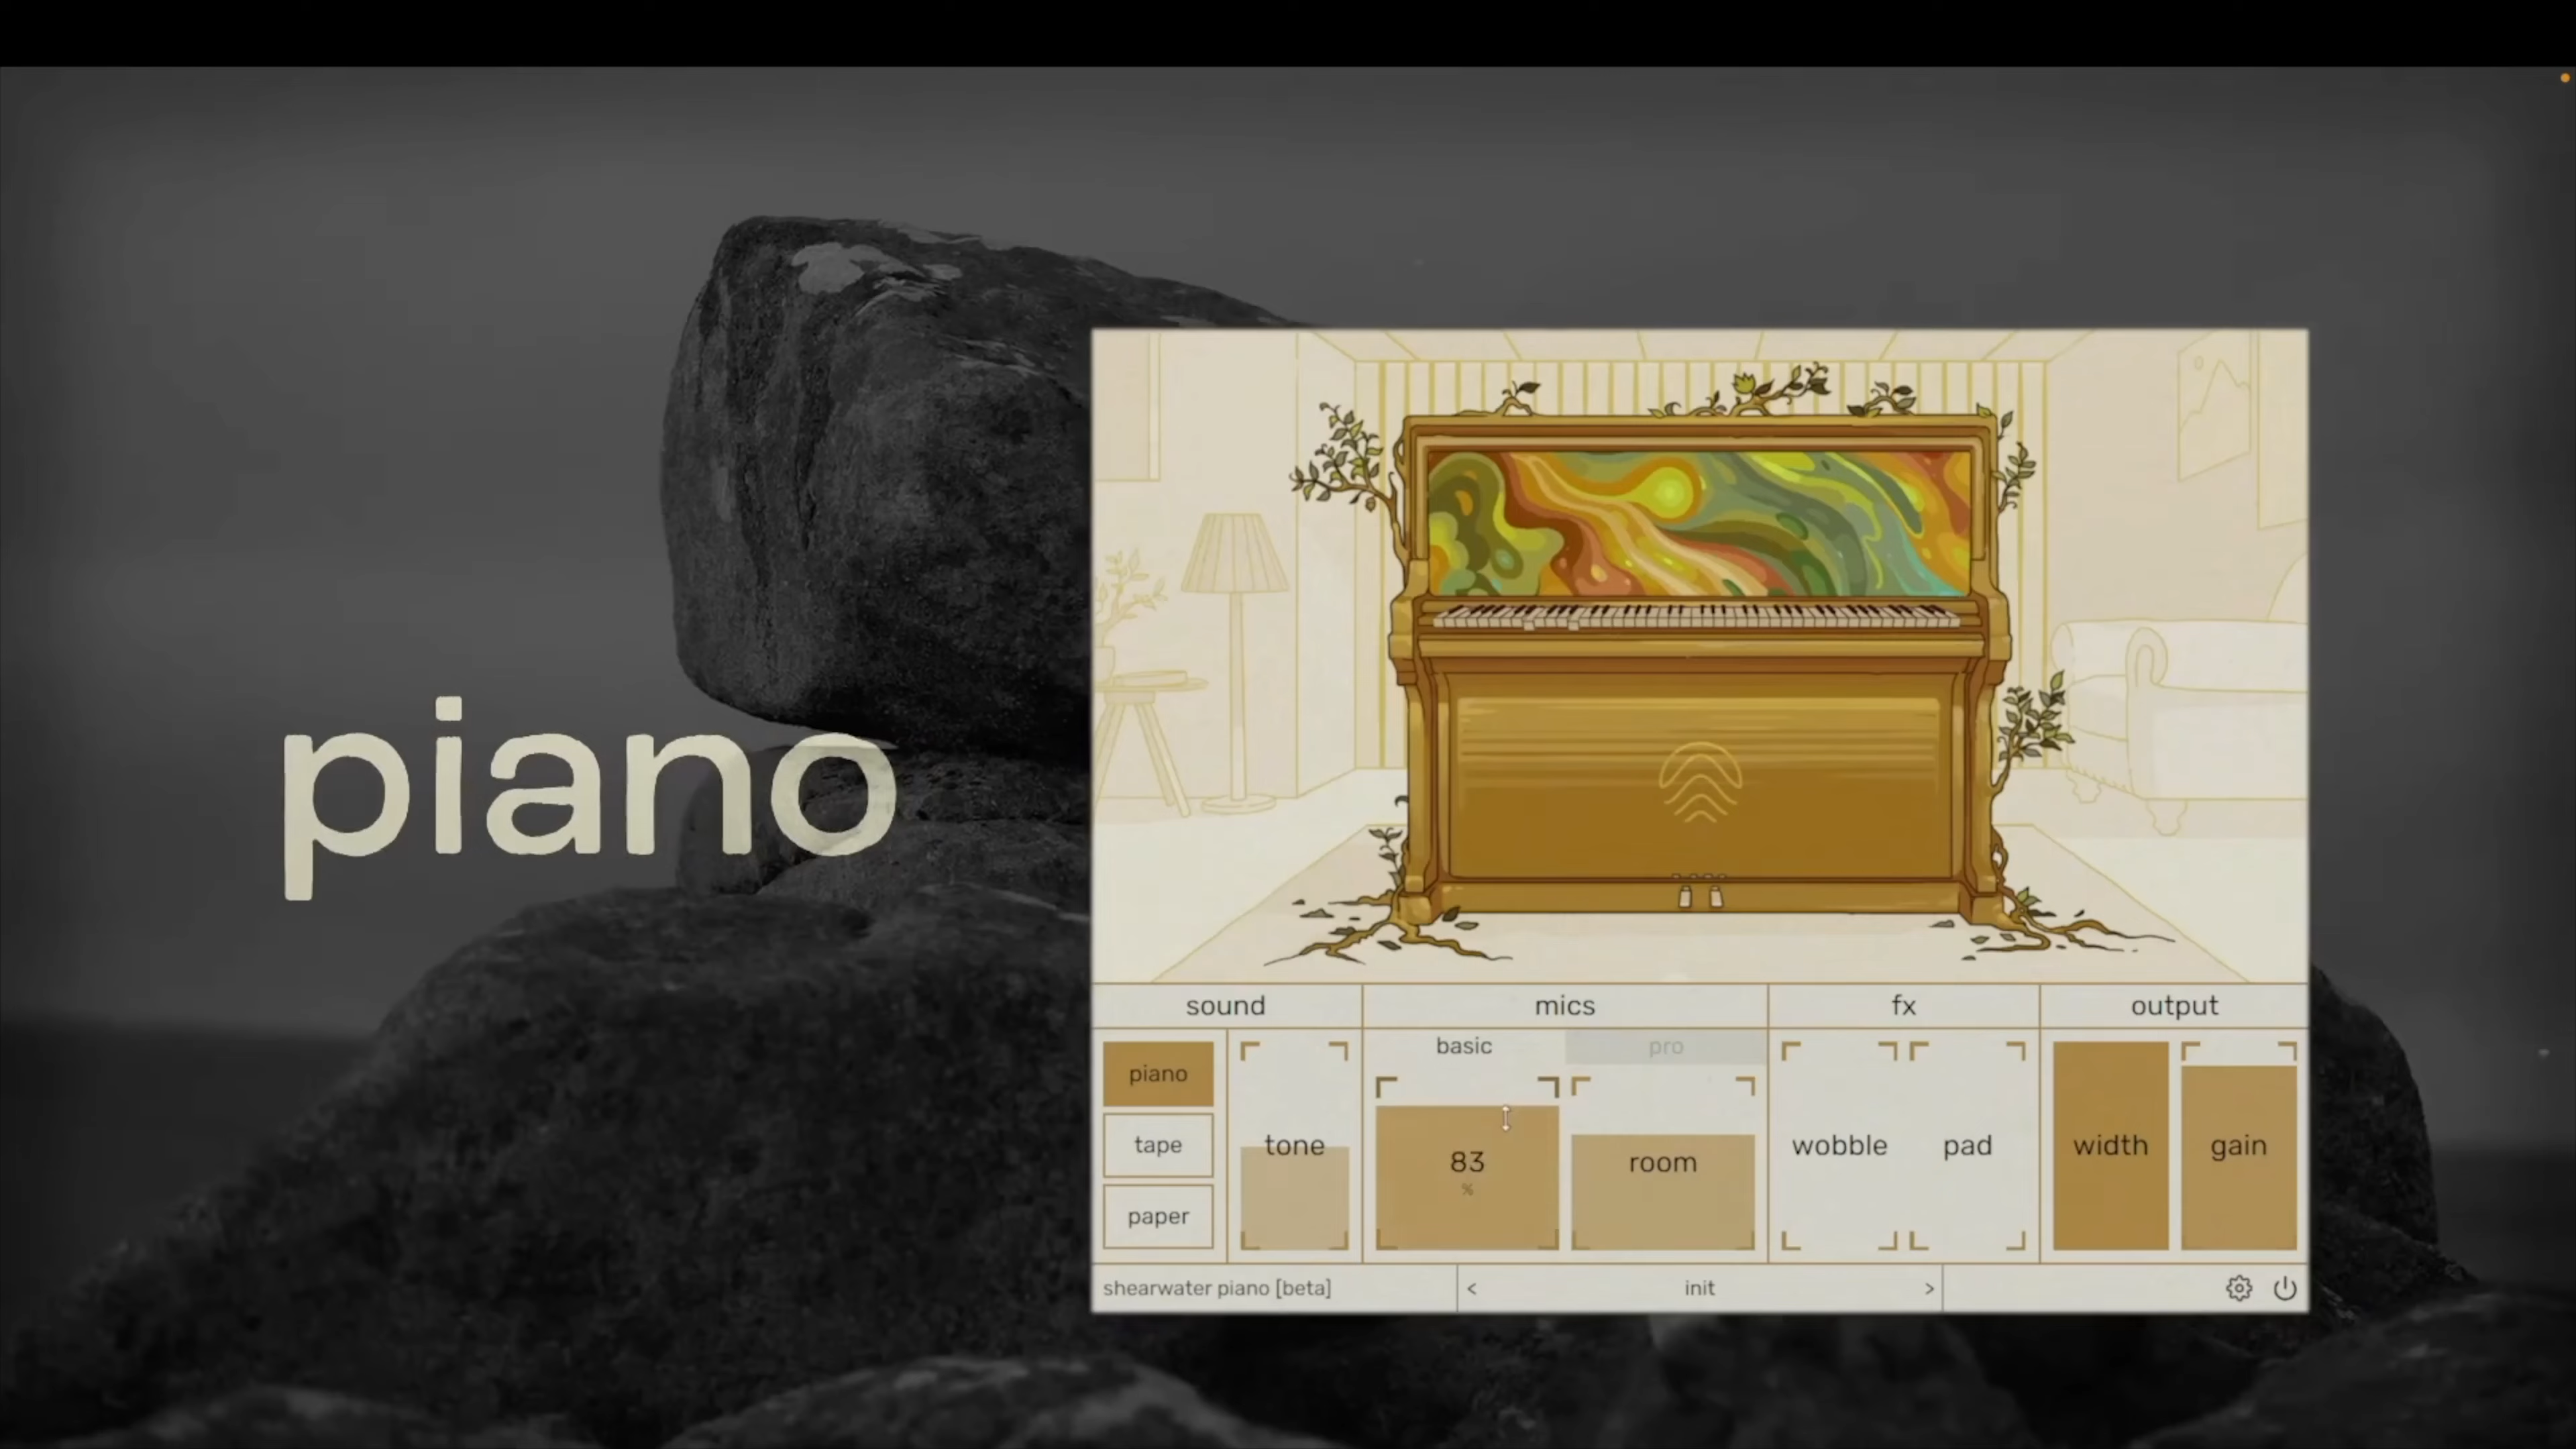 piano
sound mics fx output
basic pro
piano
tape
paper
tone
83
%
room
wobble pad
width gain
shearwater piano [beta] < init >